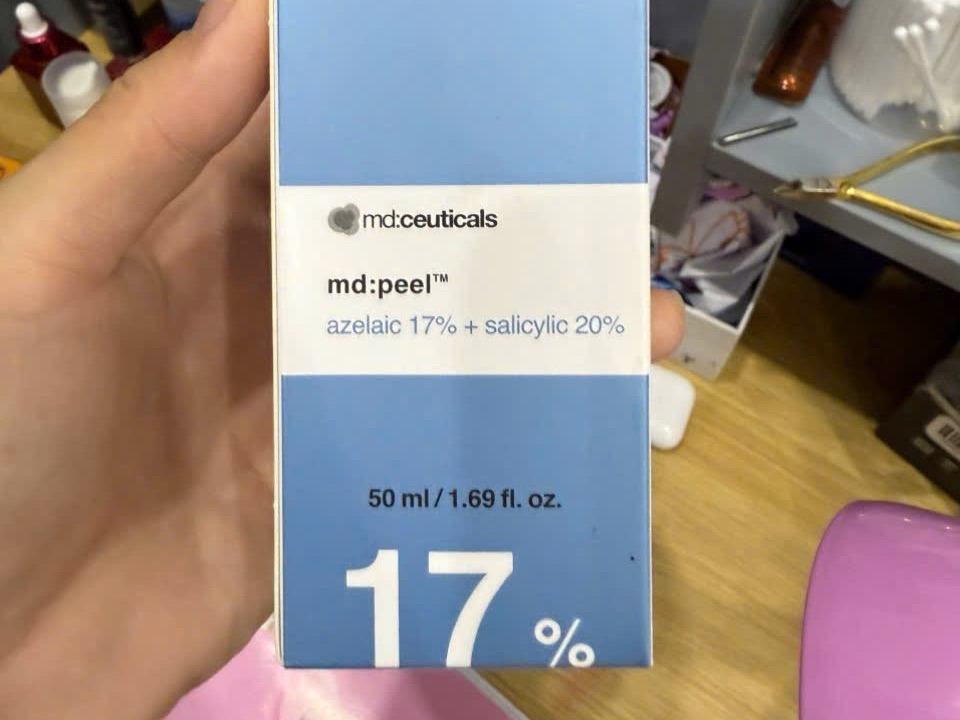 md:ceuticals
md:peel™
azelaic 17% + salicylic 20%
50 ml / 1.69 fl. oz.
17%